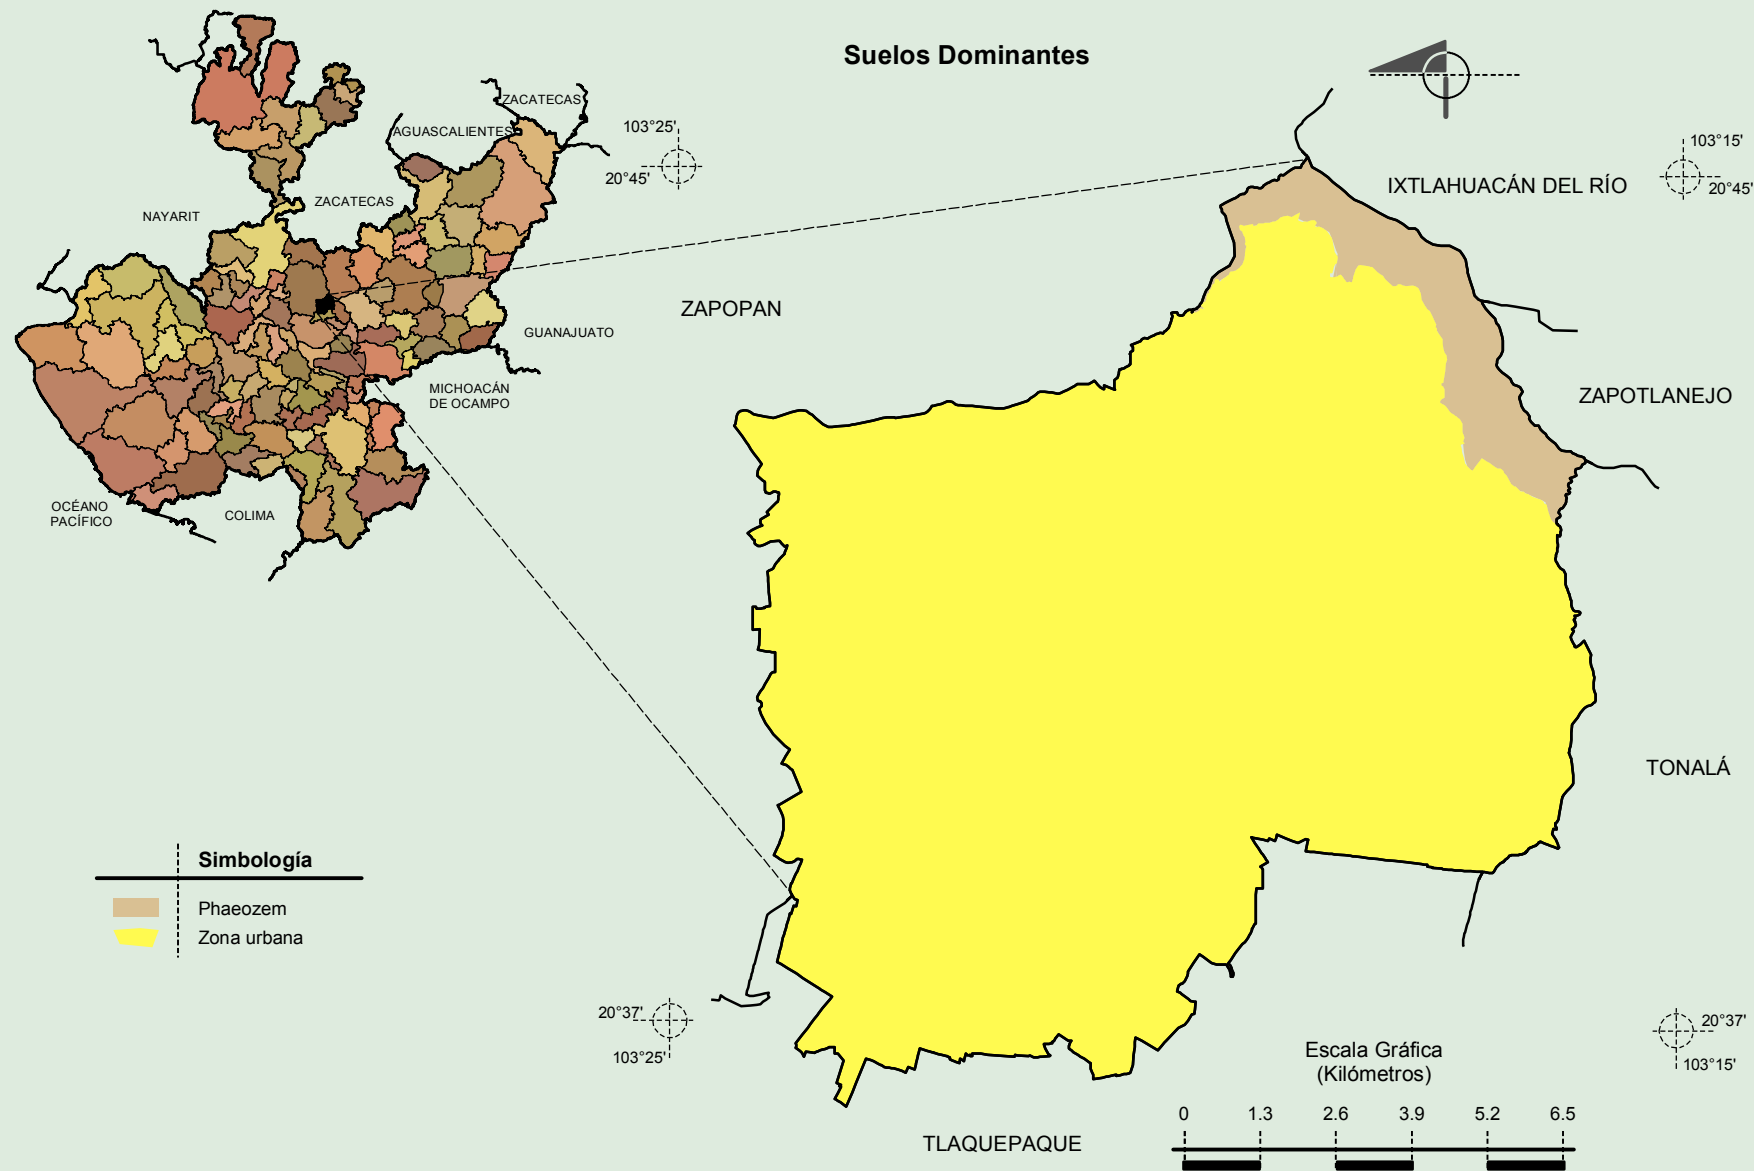 Suelos Dominantes
ZACATECAS
AGUASCALIENTES
103°25'
20°45'
103°15'
20°45'
IXTLAHUACÁN DEL RÍO
ZACATECAS
NAYARIT
ZAPOPAN
GUANAJUATO
MICHOACÁN
DE OCAMPO
ZAPOTLANEJO
OCÉANO
PACÍFICO
COLIMA
TONALÁ
Simbología
Phaeozem
Zona urbana
20°37'
103°25'
20°37'
103°15'
Escala Gráfica
(Kilómetros)
0 1.3 2.6 3.9 5.2 6.5
TLAQUEPAQUE